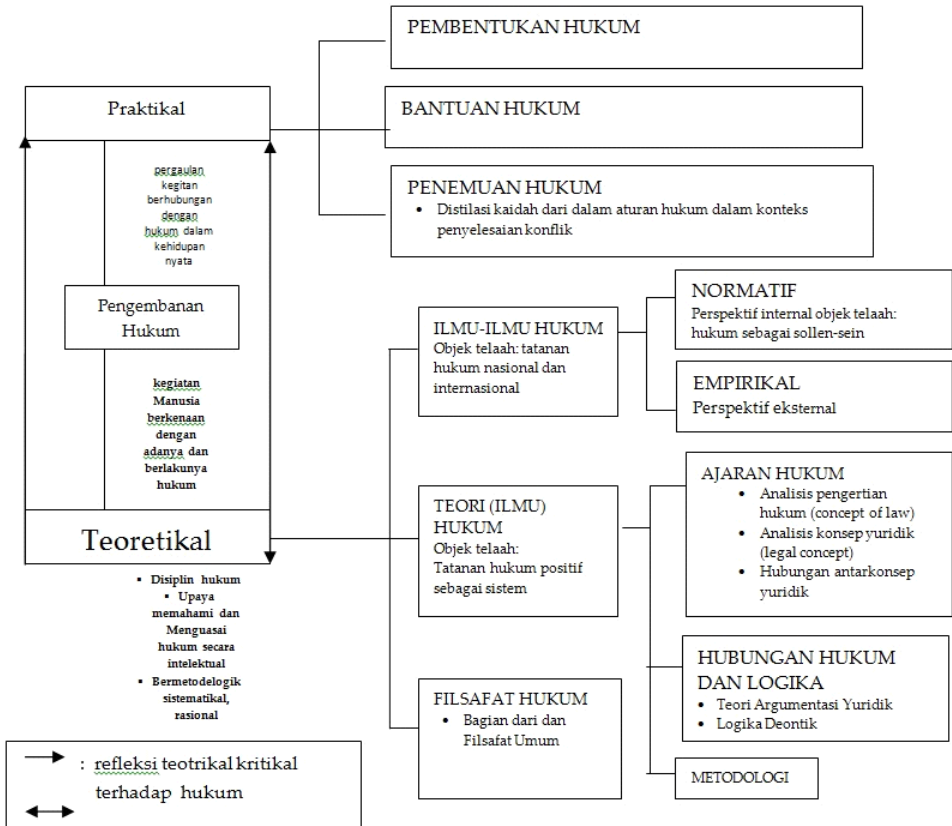 PEMBENTUKAN HUKUM
Praktikal
BANTUAN HUKUM
pergaulan
kegitan
berhubungan
dengan
hukum dalam
kehidupan
nyata
PENEMUAN HUKUM
• Distilasi kaidah dari dalam aturan hukum dalam konteks
penyelesaian konflik
Pengembanan
Hukum
kegiatan
Manusia
berkenaan
dengan
adanya dan
berlakunya
hukum
Teoretikal
▪ Disiplin hukum
▪ Upaya
memahami dan
Menguasai
hukum secara
intelektual
• Bermetodelogik
sistematikal,
rasional
ILMU-ILMU HUKUM
Objek telaah: tatanan
hukum nasional dan
internasional
NORMATIF
Perspektif internal objek telaah:
hukum sebagai sollen-sein
EMPIRIKAL
Perspektif eksternal
TEORI (ILMU)
HUKUM
Objek telaah:
Tatanan hukum positif
sebagai sistem
AJARAN HUKUM
• Analisis pengertian
hukum (concept of law)
• Analisis konsep yuridik
(legal concept)
• Hubungan antarkonsep
yuridik
HUBUNGAN HUKUM
DAN LOGIKA
• Teori Argumentasi Yuridik
• Logika Deontik
METODOLOGI
FILSAFAT HUKUM
• Bagian dari dan
Filsafat Umum
: refleksi teotrikal kritikal
terhadap hukum